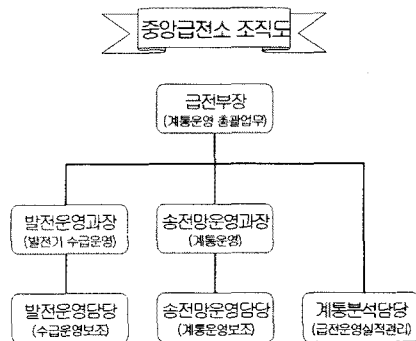 중앙급전소 조직도
급전부장
(계통운영 총괄업무)
발전운영과장
(발전기 수급운영)
송전망운영과장
(계통운영)
발전운영담당
(수급운영보조)
송전망운영담당
(계통운영보조)
계통분석담당
(급전운영실적관리)